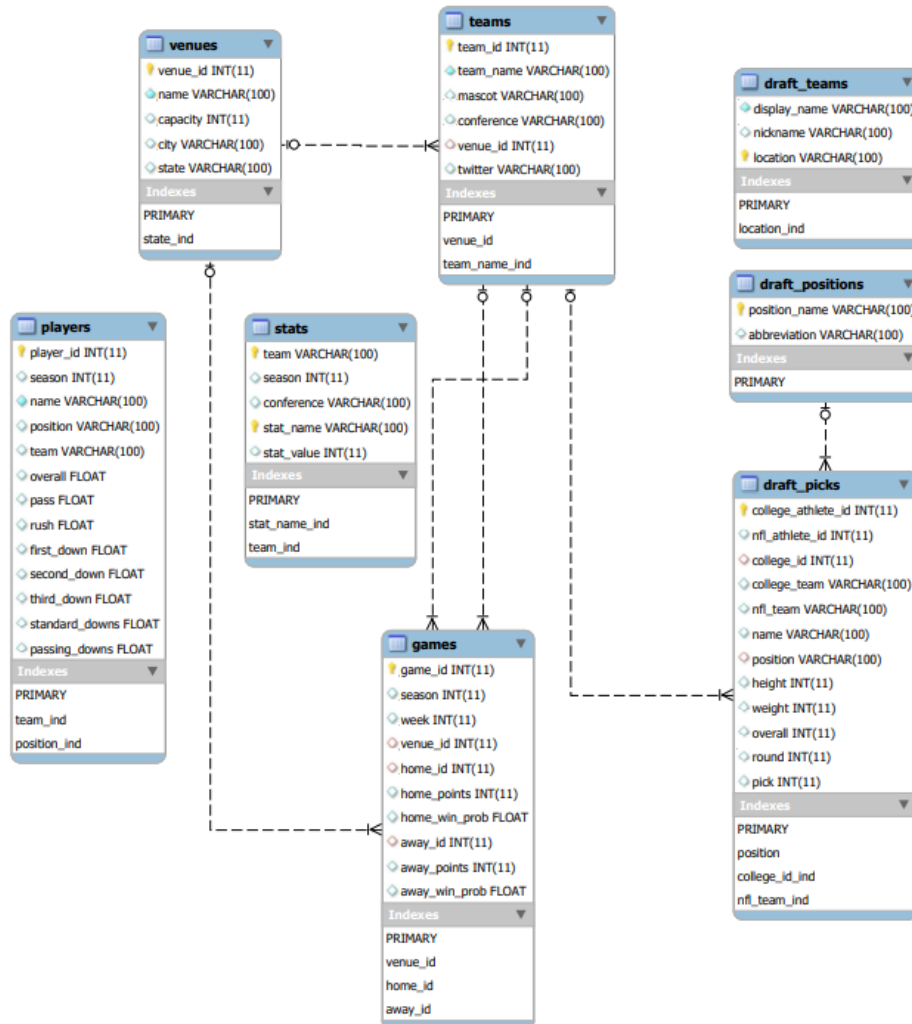 venues
venue_id INT(11)
name VARCHAR(100)
capacity INT(11)
city VARCHAR(100)
state VARCHAR(100)
Indexes
PRIMARY
state_ind
teams
team_id INT(11)
team_name VARCHAR(100)
mascot VARCHAR(100)
conference VARCHAR(100)
venue_id INT(11)
twitter VARCHAR(100)
Indexes
PRIMARY
venue_id
team_name_ind
draft_teams
display_name VARCHAR(100)
nickname VARCHAR(100)
location VARCHAR(100)
Indexes
PRIMARY
location_ind
draft_positions
position_name VARCHAR(100)
abbreviation VARCHAR(100)
Indexes
PRIMARY
players
player_id INT(11)
season INT(11)
name VARCHAR(100)
position VARCHAR(100)
team VARCHAR(100)
overall FLOAT
pass FLOAT
rush FLOAT
first_down FLOAT
second_down FLOAT
third_down FLOAT
standard_downs FLOAT
passing_downs FLOAT
Indexes
PRIMARY
team_ind
position_ind
stats
team VARCHAR(100)
season INT(11)
conference VARCHAR(100)
stat_name VARCHAR(100)
stat_value INT(11)
Indexes
PRIMARY
stat_name_ind
team_ind
games
game_id INT(11)
season INT(11)
week INT(11)
venue_id INT(11)
home_id INT(11)
home_points INT(11)
home_win_prob FLOAT
away_id INT(11)
away_points INT(11)
away_win_prob FLOAT
Indexes
PRIMARY
venue_id
home_id
away_id
draft_picks
college_athlete_id INT(11)
nfl_athlete_id INT(11)
college_id INT(11)
college_team VARCHAR(100)
nfl_team VARCHAR(100)
name VARCHAR(100)
position VARCHAR(100)
height INT(11)
weight INT(11)
overall INT(11)
round INT(11)
pick INT(11)
Indexes
PRIMARY
position
college_id_ind
nfl_team_ind